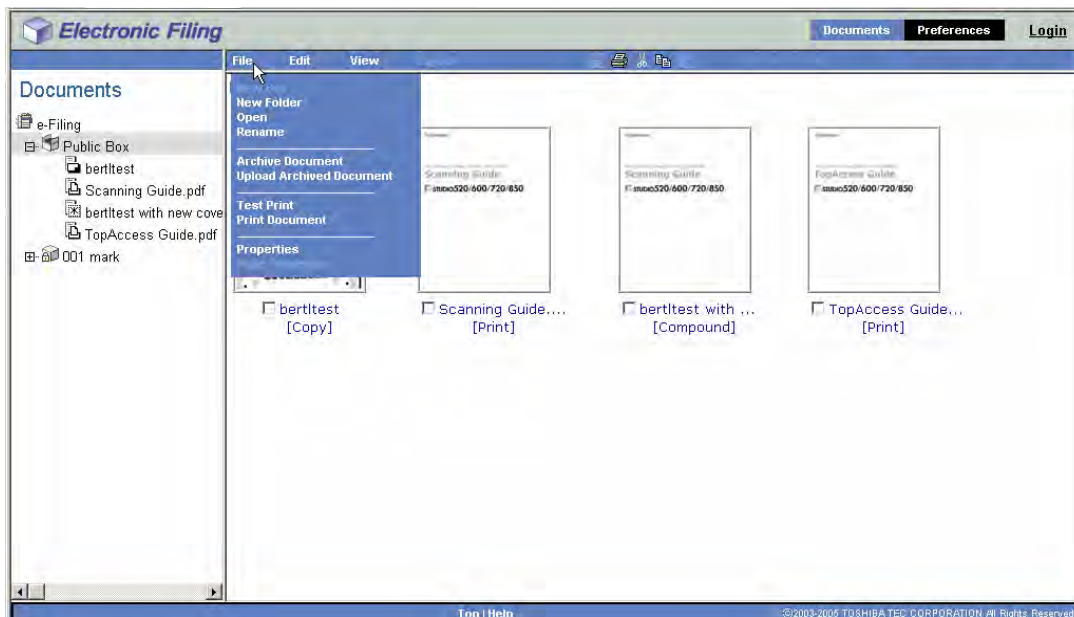 Electronic Filing
Documents Preferences Login
File Edit View
Documents
e-Filing
Public Box
bertltest
Scanning Guide.pdf
bertltest with new cove
TopAccess Guide.pdf
001 mark
New Folder
Open
Rename
Archive Document
Upload Archived Document
Test Print
Print Document
Properties
Scanning Guide
studio520/600/720/850
Scanning Guide
studio520/600/720/850
TopAccess Guide
studio520/600/720/850
bertltest
[Copy]
Scanning Guide....
[Print]
bertltest with ...
[Compound]
TopAccess Guide...
[Print]
Top | Help
©2003-2005 TOSHIBA TEC CORPORATION All Rights Reserved